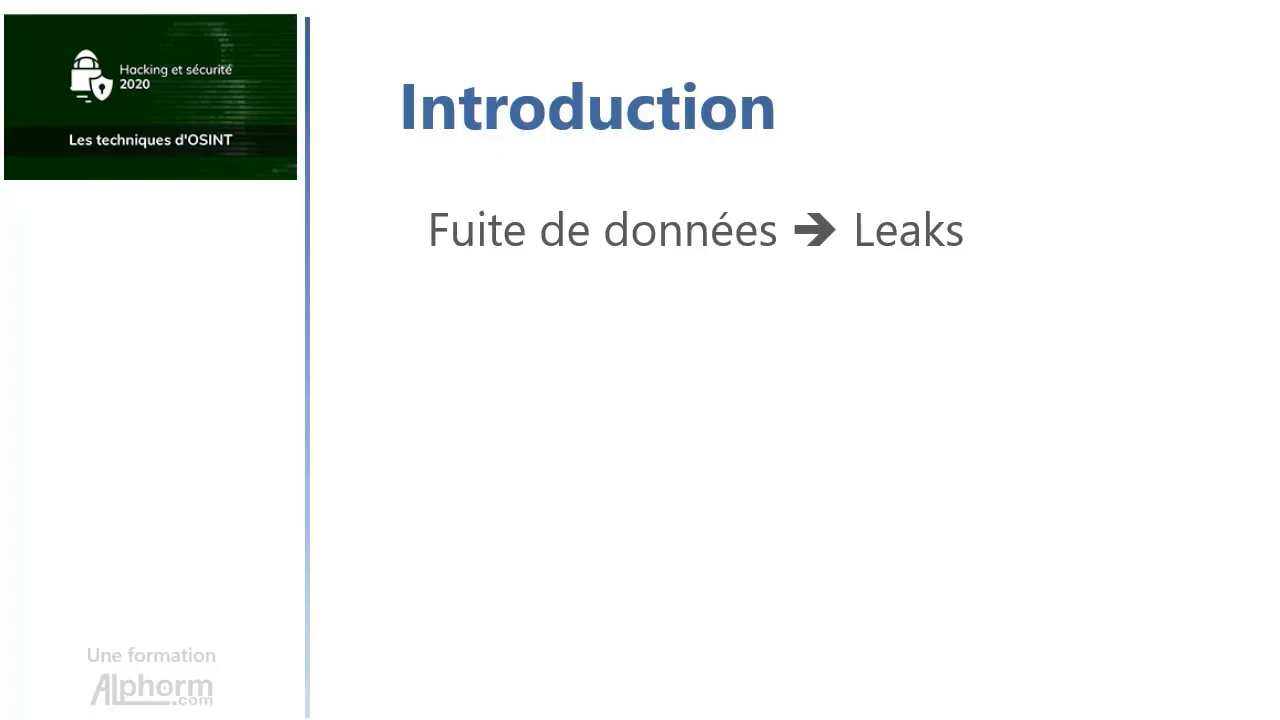 Hacking et sécurité
2020
Les techniques d'OSINT
Introduction
Fuite de données ➔ Leaks
Une formation
Alphorm
.com